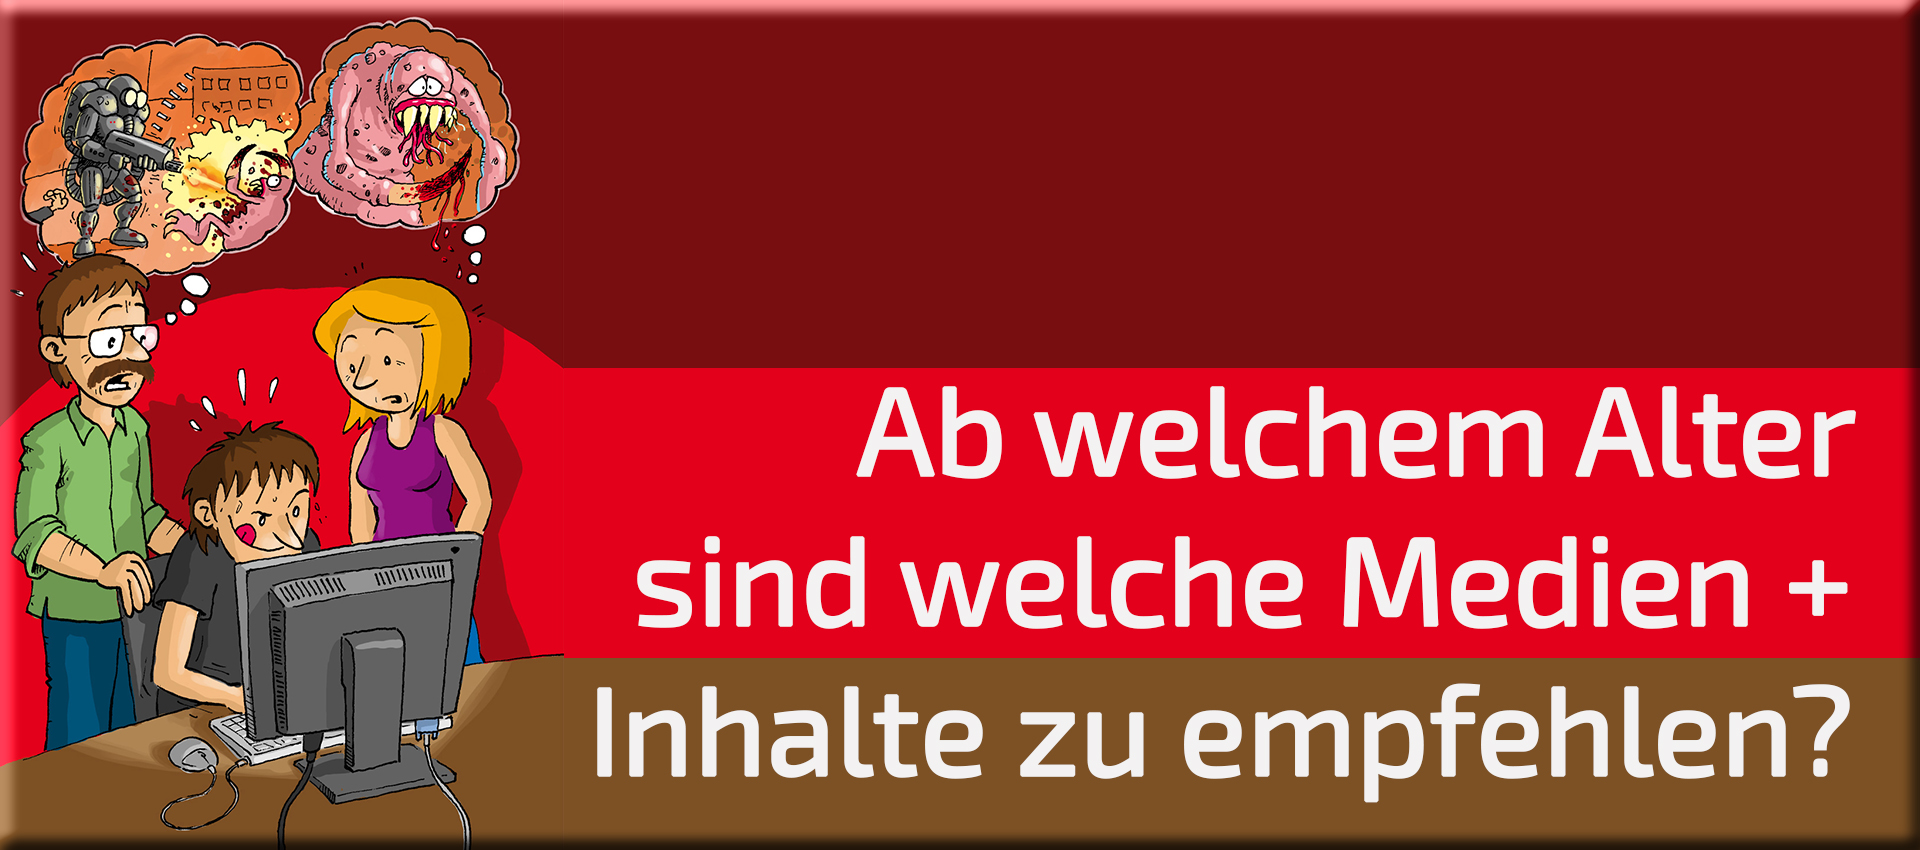 Ab welchem Alter
sind welche Medien +
Inhalte zu empfehlen?